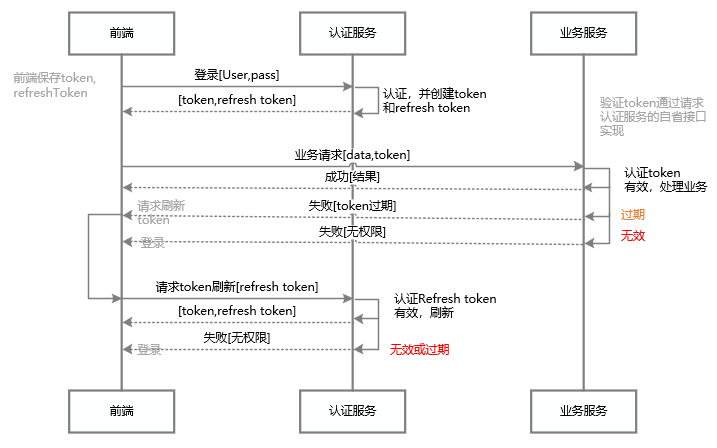 前端
认证服务
业务服务
前端保存token,
refreshToken
登录[User,pass]
认证，并创建token
和refresh token
[token,refresh token]
验证token通过请求
认证服务的自省接口
实现
业务请求[data,token]
认证token
有效，处理业务
成功[结果]
请求刷新
token
失败[token过期]
过期
失败[无权限]
无效
登录
请求token刷新[refresh token]
认证Refresh token
有效，刷新
[token,refresh token]
失败[无权限]
登录
无效或过期
前端
认证服务
业务服务